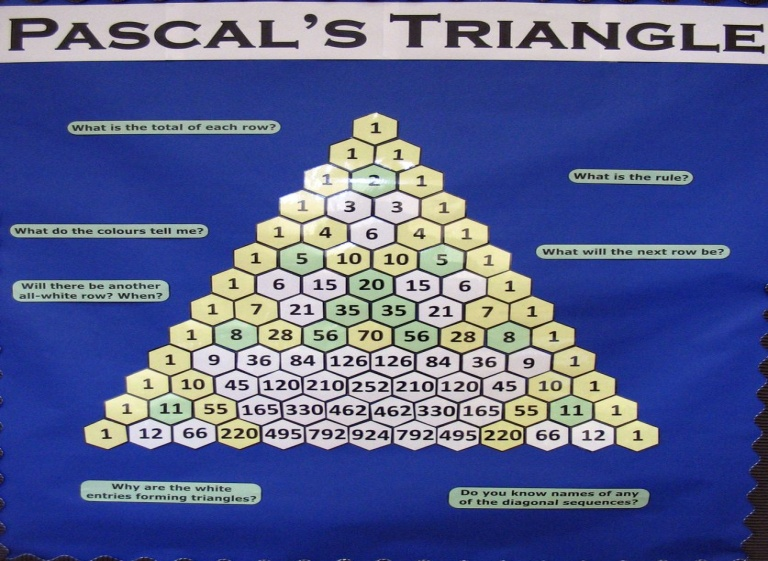 PASCAL'S TRIANGLE
What is the total of each row?
What is the rule?
What do the colours tell me?
What will the next row be?
Will there be another
all-white row? When?
1
1 1
1 2 1
1 3 3 1
1 4 6 4 1
1 5 10 10 5 1
1 6 15 20 15 6 1
1 7 21 35 35 21 7 1
1 8 28 56 70 56 28 8 1
1 9 36 84 126 126 84 36 9 1
1 10 45 120 210 252 210 120 45 10 1
1 11 55 165 330 462 462 330 165 55 11 1
1 12 66 220 495 792 924 792 495 220 66 12 1
Why are the white
entries forming triangles?
Do you know names of any
of the diagonal sequences?